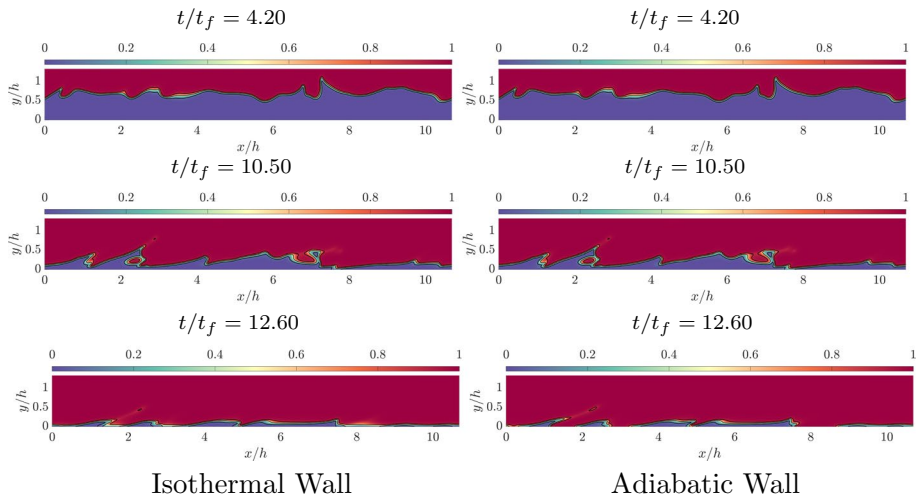 t/t_f = 4.20
t/t_f = 4.20
0 0.2 0.4 0.6 0.8 1
0 0.2 0.4 0.6 0.8 1
y/h
1
0.5
0
0 2 4 6 8 10
x/h
y/h
1
0.5
0
0 2 4 6 8 10
x/h
t/t_f = 10.50
t/t_f = 10.50
0 0.2 0.4 0.6 0.8 1
0 0.2 0.4 0.6 0.8 1
y/h
1
0.5
0
0 2 4 6 8 10
x/h
y/h
1
0.5
0
0 2 4 6 8 10
x/h
t/t_f = 12.60
t/t_f = 12.60
0 0.2 0.4 0.6 0.8 1
0 0.2 0.4 0.6 0.8 1
y/h
1
0.5
0
0 2 4 6 8 10
x/h
y/h
1
0.5
0
0 2 4 6 8 10
x/h
Isothermal Wall
Adiabatic Wall